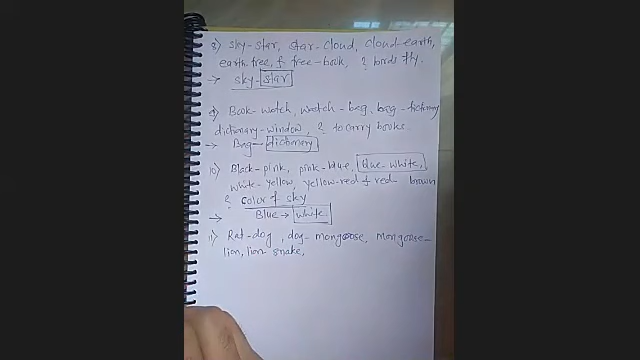 8) Sky-star, star-cloud, cloud-earth,
earth-tree, & tree-book, ? birds fly.
→ sky-star
9) Book-watch, watch-bag, bag-dictionary
dictionary-window, ? to carry books.
→ Bag-dictionary
10) Black-pink, pink-blue, blue-white,
white-yellow, yellow-red & red-brown
? color of sky
→ Blue→white
11) Rat-dog, dog-mongoose, mongoose-
lion, lion snake,